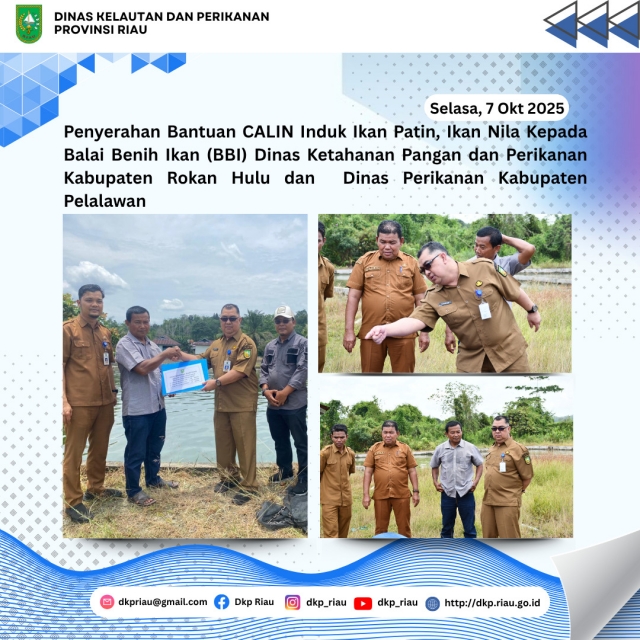 DINAS KELAUTAN DAN PERIKANAN
PROVINSI RIAU
Selasa, 7 Okt 2025
Penyerahan Bantuan CALIN Induk Ikan Patin, Ikan Nila Kepada
Balai Benih Ikan (BBI) Dinas Ketahanan Pangan dan Perikanan
Kabupaten Rokan Hulu dan Dinas Perikanan Kabupaten
Pelalawan
dkpriau@gmail.com Dkp Riau dkp_riau dkp_riau http://dkp.riau.go.id